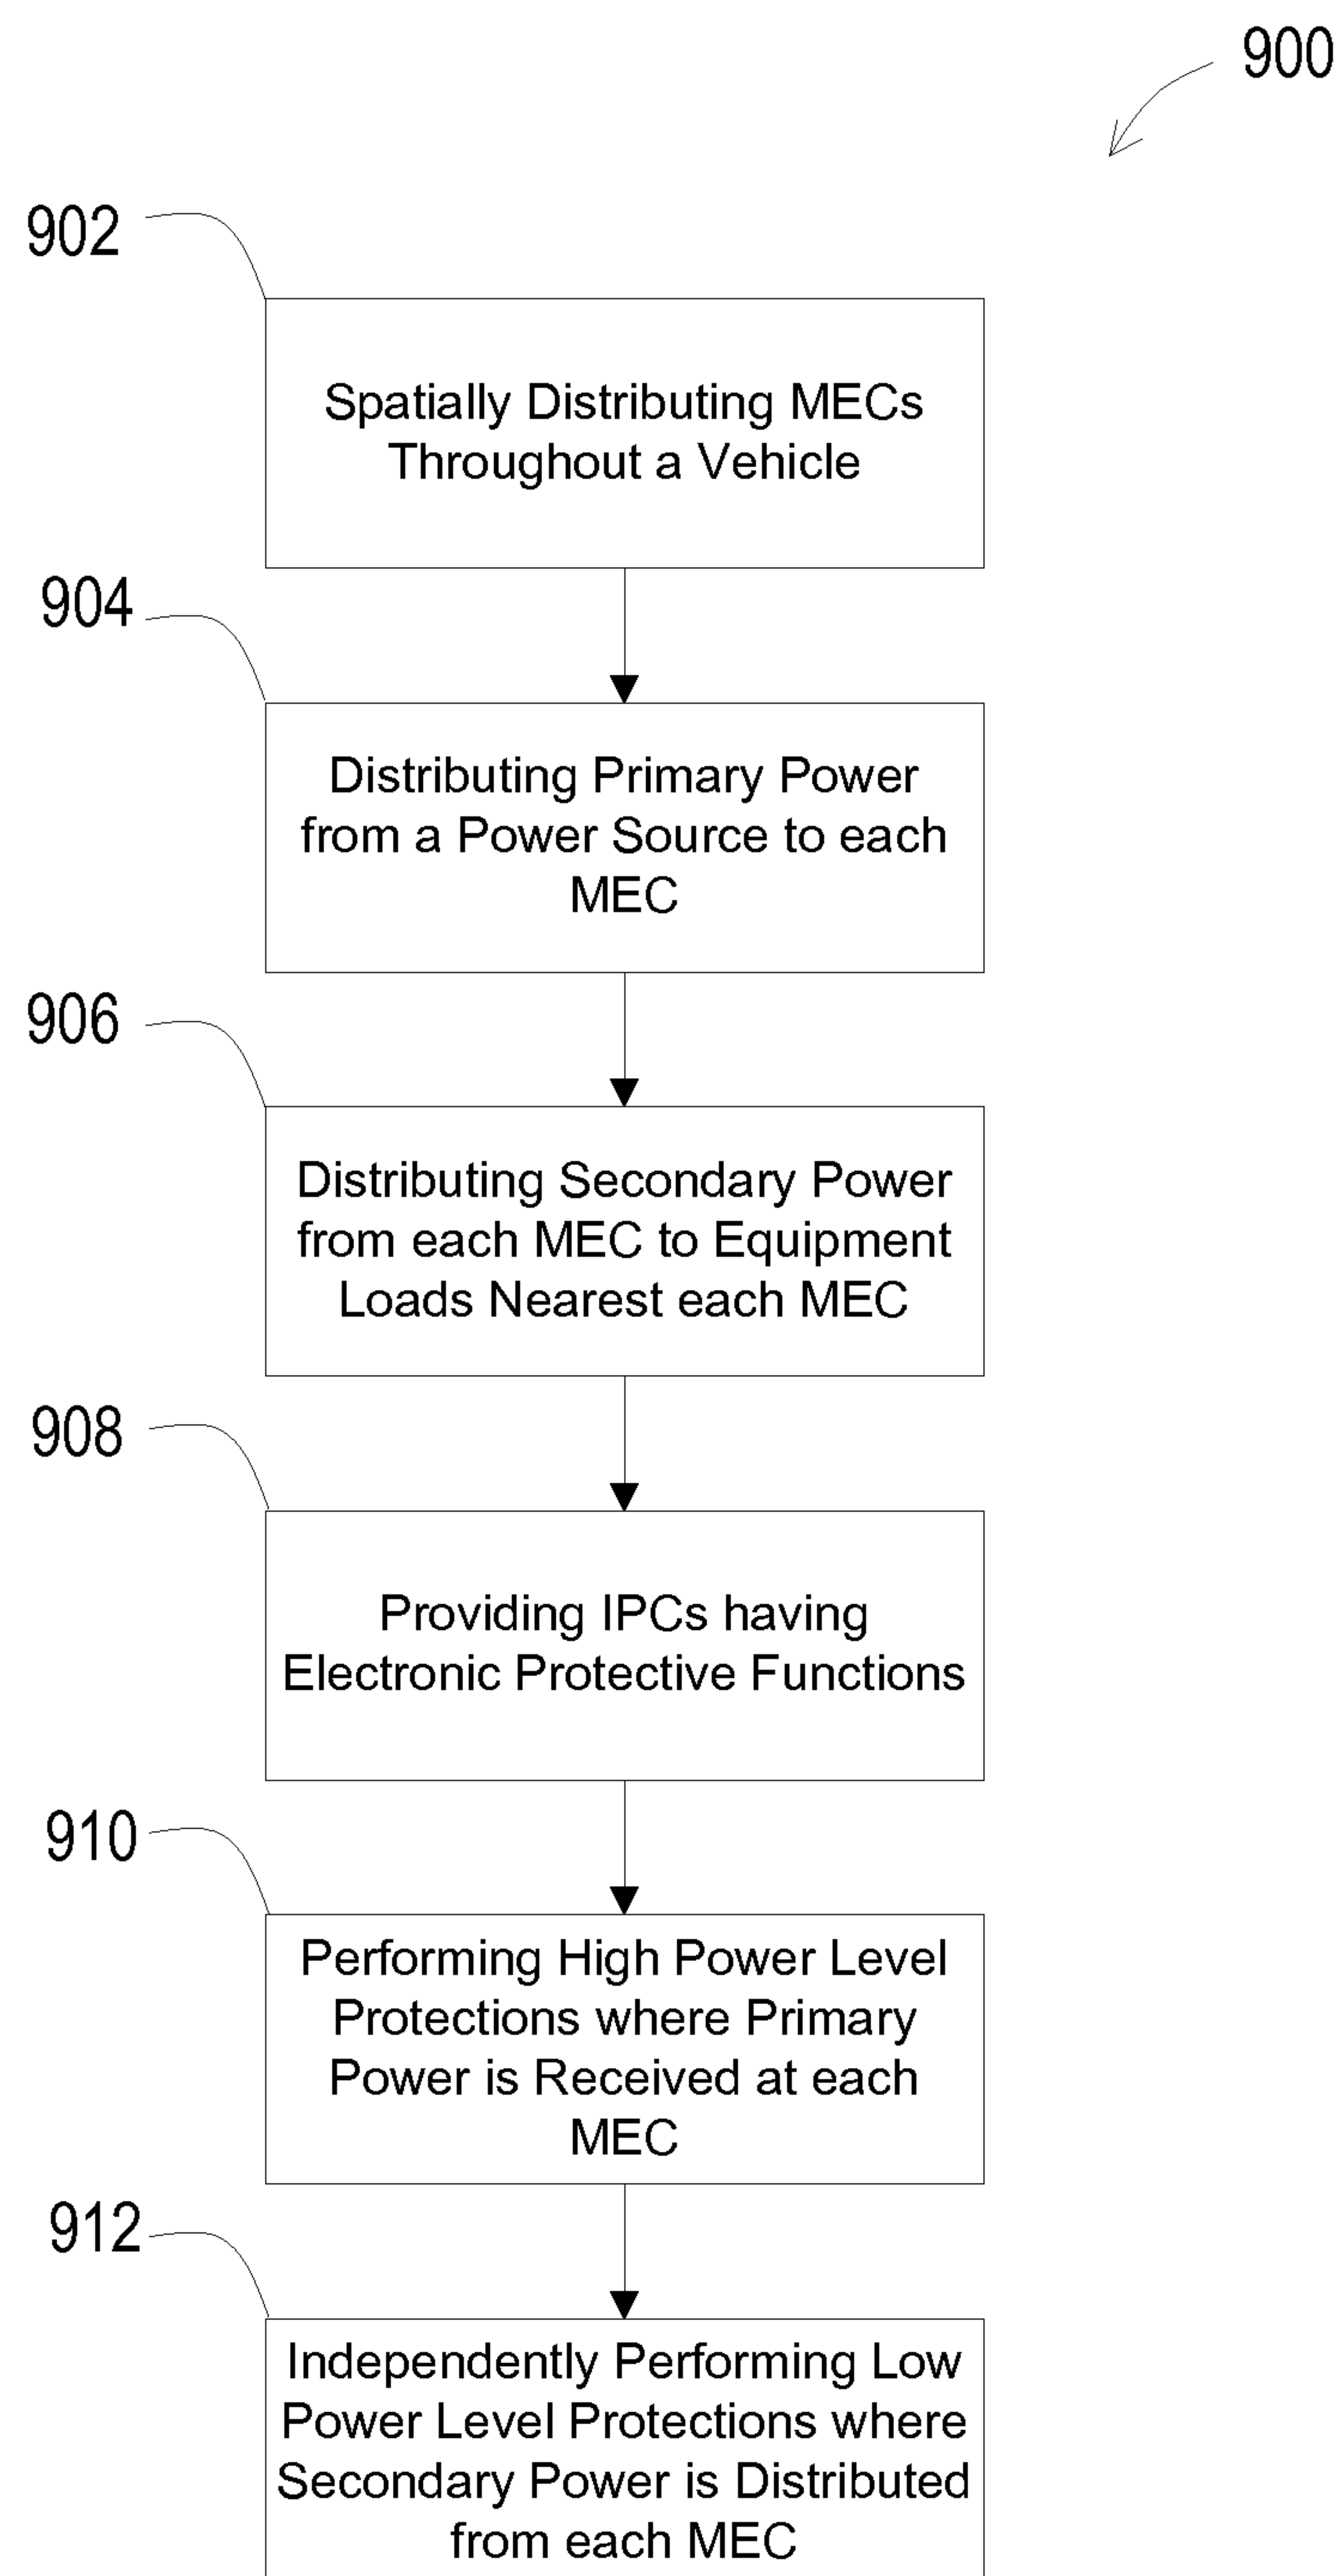 900
902
Spatially Distributing MECs
Throughout a Vehicle
904
Distributing Primary Power
from a Power Source to each
MEC
906
Distributing Secondary Power
from each MEC to Equipment
Loads Nearest each MEC
908
Providing IPCs having
Electronic Protective Functions
910
Performing High Power Level
Protections where Primary
Power is Received at each
MEC
912
Independently Performing Low
Power Level Protections where
Secondary Power is Distributed
from each MEC